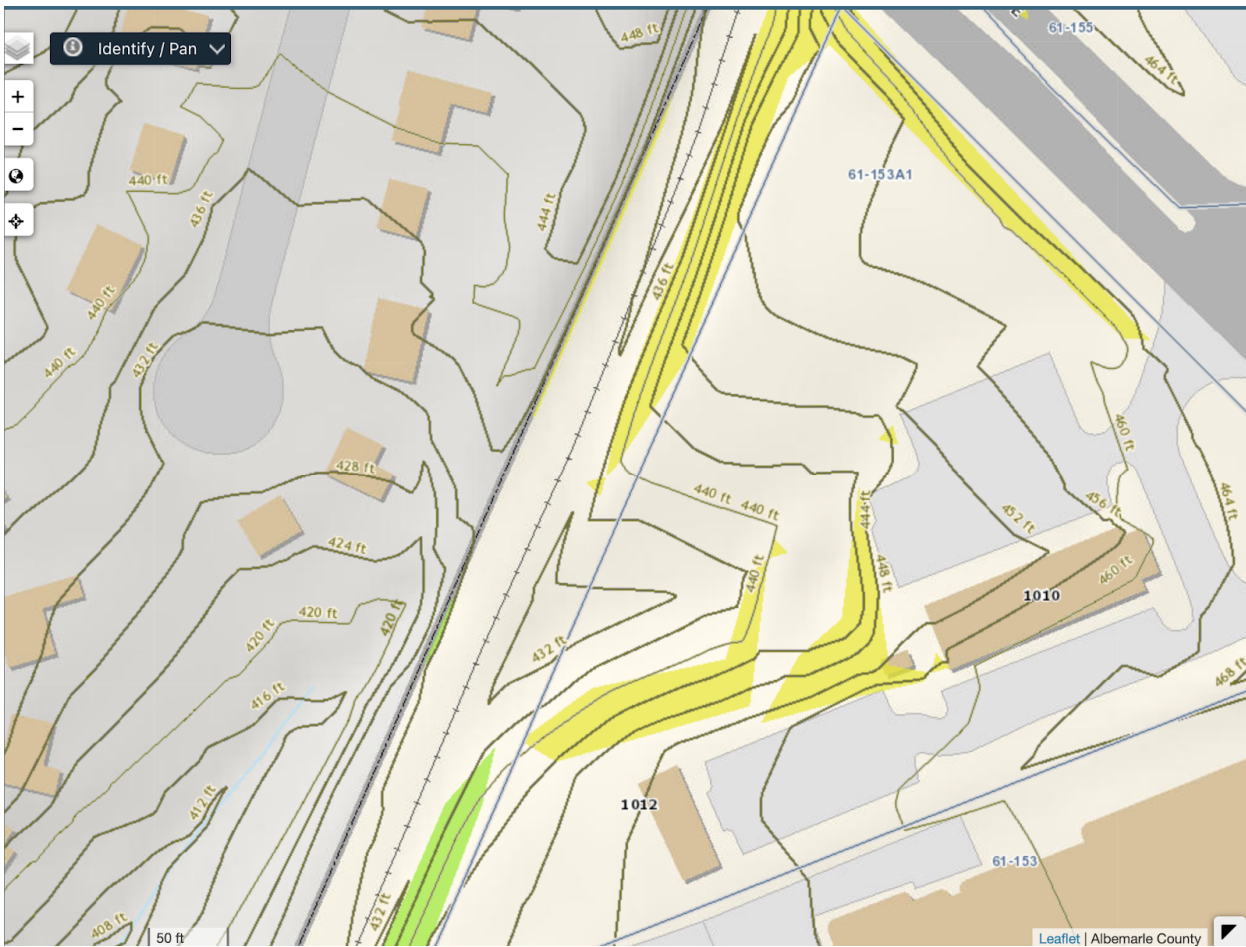 Identify / Pan
+
−
448 ft
61-155
464 ft
440 ft
436 ft
444 ft
61-153A1
440 ft
436 ft
440 ft
432 ft
428 ft
424 ft
460 ft
440 ft
440 ft
444 ft
452 ft
456 ft
464 ft
440 ft
448 ft
460 ft
1010
420 ft
420 ft
420 ft
432 ft
468 ft
416 ft
412 ft
1012
61-153
408 ft
432 ft
50 ft
Leaflet | Albemarle County